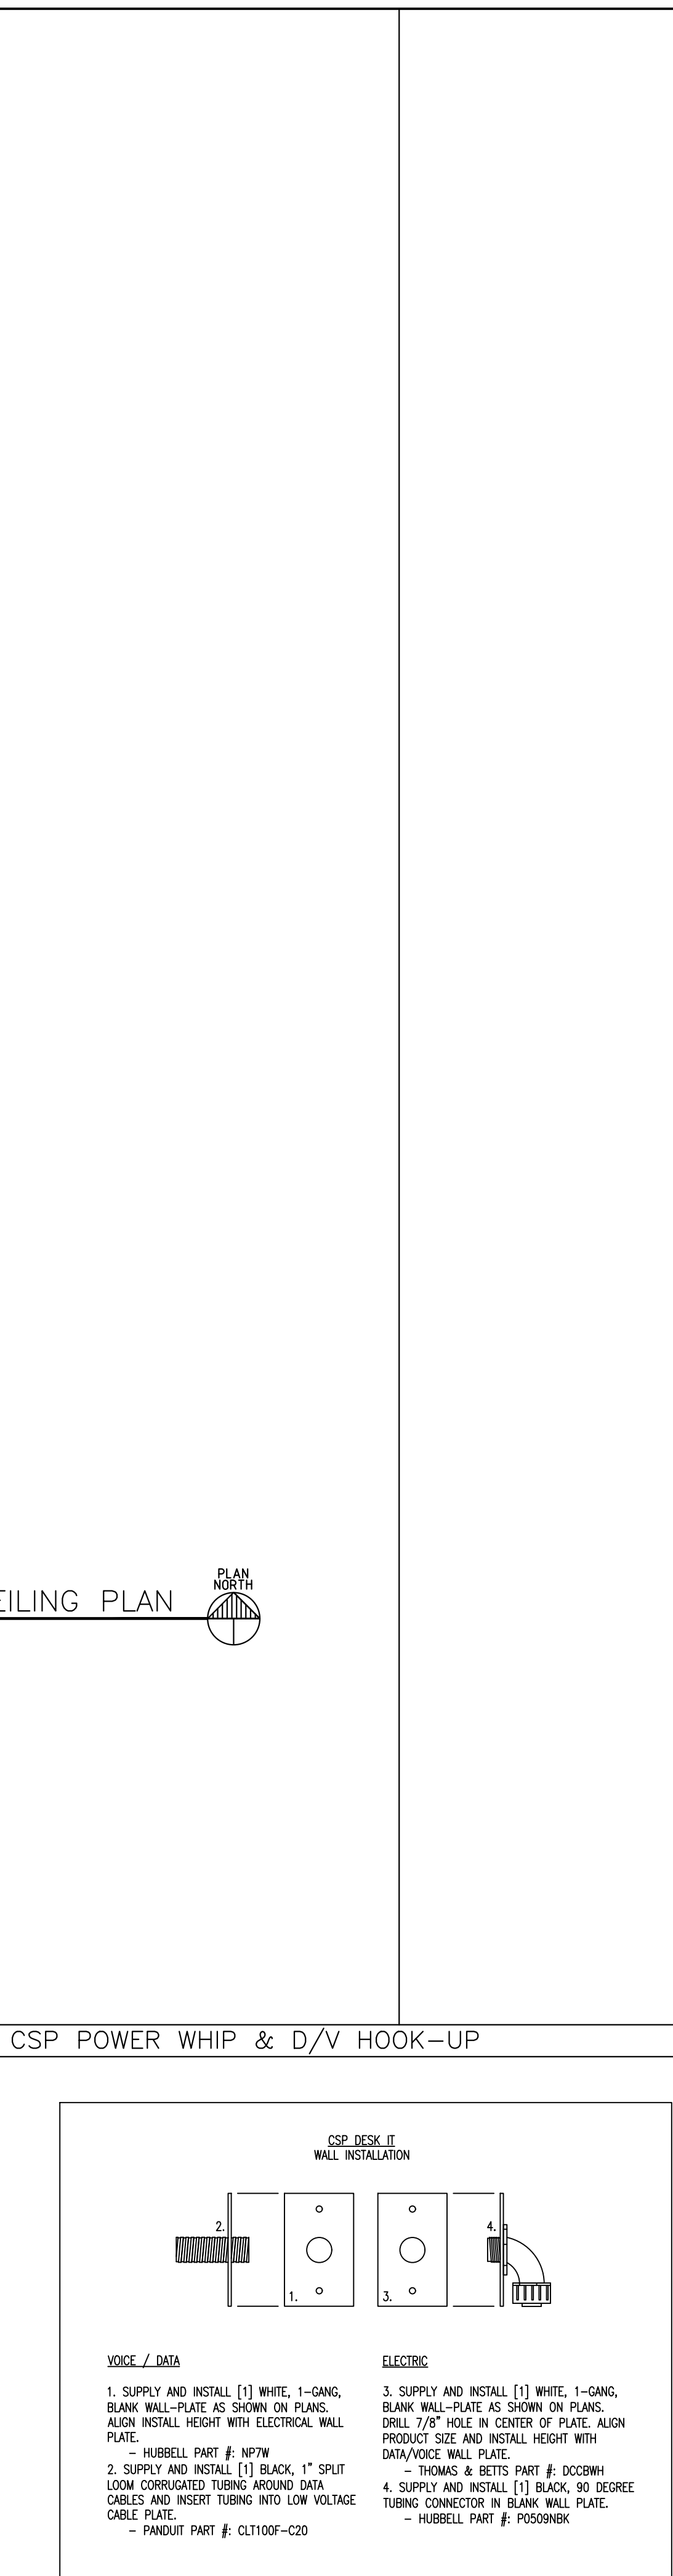 PLAN
NORTH
EILING PLAN
CSP POWER WHIP & D/V HOOK-UP
CSP DESK IT
WALL INSTALLATION
2.
1.
3.
4.
VOICE / DATA
1. SUPPLY AND INSTALL [1] WHITE, 1-GANG,
BLANK WALL-PLATE AS SHOWN ON PLANS.
ALIGN INSTALL HEIGHT WITH ELECTRICAL WALL
PLATE.
- HUBBELL PART #: NP7W
2. SUPPLY AND INSTALL [1] BLACK, 1" SPLIT
LOOM CORRUGATED TUBING AROUND DATA
CABLES AND INSERT TUBING INTO LOW VOLTAGE
CABLE PLATE.
- PANDUIT PART #: CLT100F-C20
ELECTRIC
3. SUPPLY AND INSTALL [1] WHITE, 1-GANG,
BLANK WALL-PLATE AS SHOWN ON PLANS.
DRILL 7/8" HOLE IN CENTER OF PLATE. ALIGN
PRODUCT SIZE AND INSTALL HEIGHT WITH
DATA/VOICE WALL PLATE.
- THOMAS & BETTS PART #: DCCBWH
4. SUPPLY AND INSTALL [1] BLACK, 90 DEGREE
TUBING CONNECTOR IN BLANK WALL PLATE.
- HUBBELL PART #: P0509NBK